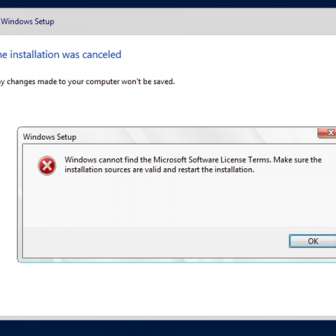 Windows Setup
e installation was canceled
y changes made to your computer won't be saved.
Windows Setup
Windows cannot find the Microsoft Software License Terms. Make sure the
installation sources are valid and restart the installation.
OK